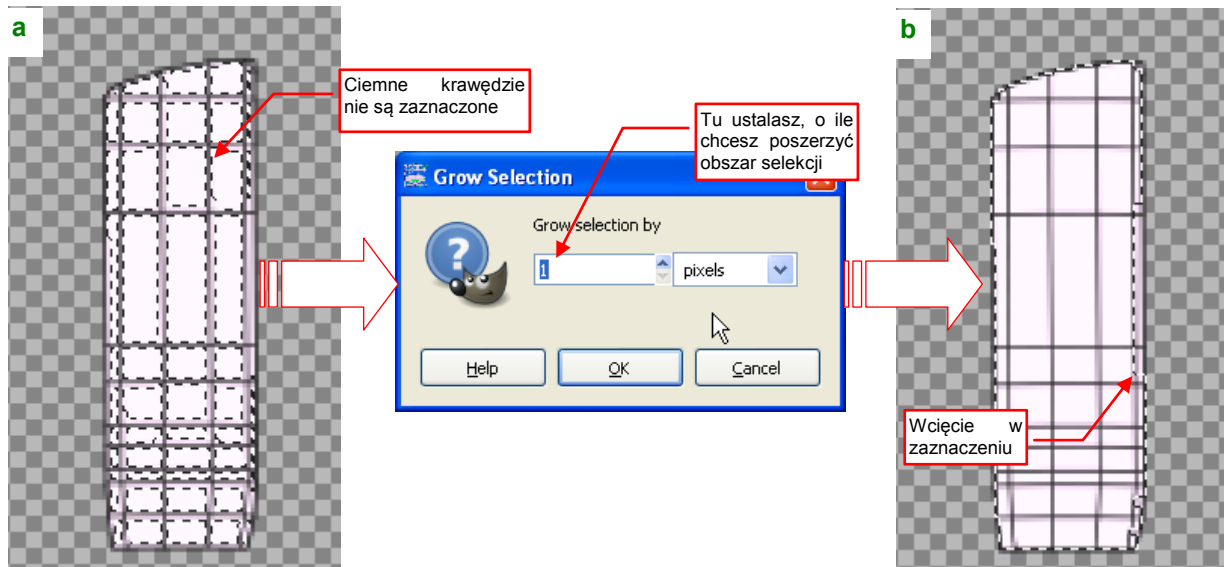 a
Ciemne krawędzie
nie są zaznaczone
Tu ustalasz, o ile
chcesz poszerzyć
obszar selekcji
Grow Selection
Grow selection by
1
pixels
Help
OK
Cancel
b
Wcięcie w
zaznaczeniu